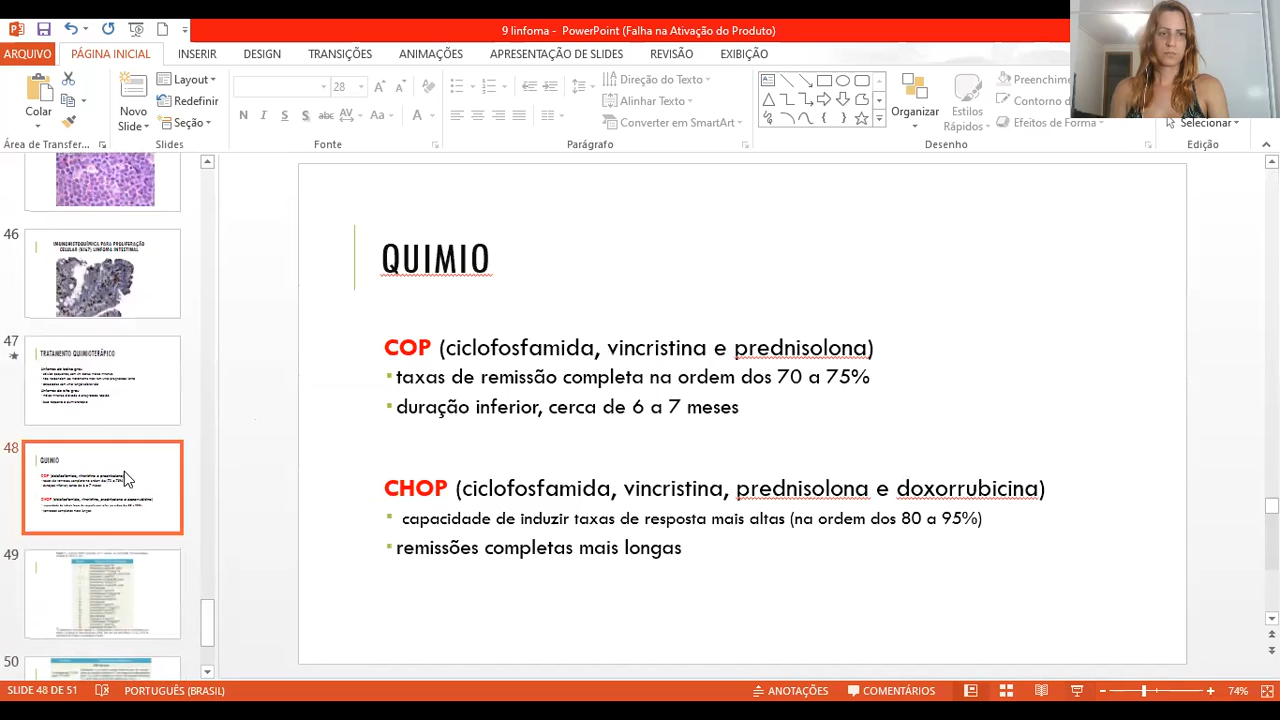 9 linfoma - PowerPoint (Falha na Ativação do Produto)
ARQUIVO PÁGINA INICIAL INSERIR DESIGN TRANSIÇÕES ANIMAÇÕES APRESENTAÇÃO DE SLIDES REVISÃO EXIBIÇÃO
Colar
Novo
Slide
Layout
Redefinir
Seção
28
N I S S abc AV Aa A
Direção do Texto
Alinhar Texto
Converter em SmartArt
Organizar
Estilos
Rápidos
Preenchime
Contorno d
Efeitos de Forma
Selecionar
Área de Transfer... Slides Fonte Parágrafo Desenho Edição
46
IMUNOHISTOQUÍMICA PARA PROLIFERAÇÃO
CELULAR (KI67) LINFOMA INTESTINAL
47
TRATAMENTO QUIMIOTERÁPICO
48
QUIMIO
49
50
QUIMIO
COP (ciclofosfamida, vincristina e prednisolona)
taxas de remissão completa na ordem dos 70 a 75%
duração inferior, cerca de 6 a 7 meses
CHOP (ciclofosfamida, vincristina, prednisolona e doxorrubicina)
capacidade de induzir taxas de resposta mais altas (na ordem dos 80 a 95%)
remissões completas mais longas
SLIDE 48 DE 51 PORTUGUÊS (BRASIL) ANOTAÇÕES COMENTÁRIOS 74%